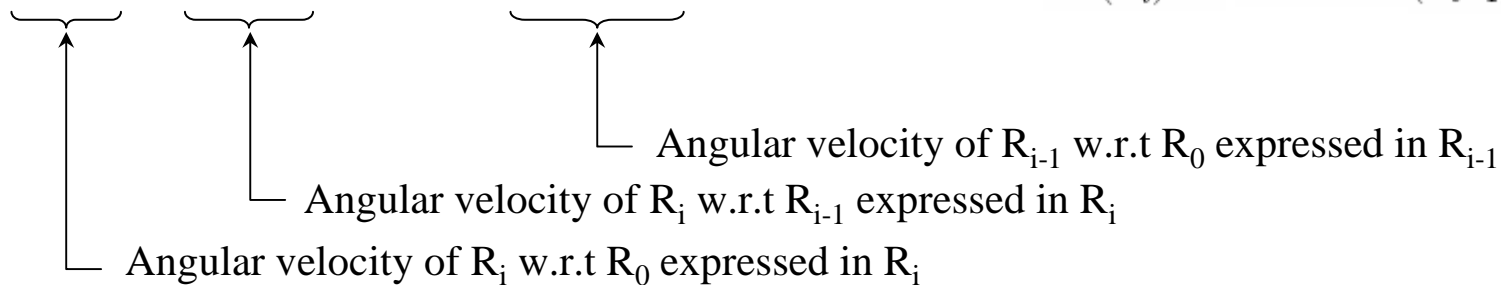 Angular velocity of R_{i-1} w.r.t R_0 expressed in R_{i-1}
Angular velocity of R_i w.r.t R_{i-1} expressed in R_i
Angular velocity of R_i w.r.t R_0 expressed in R_i